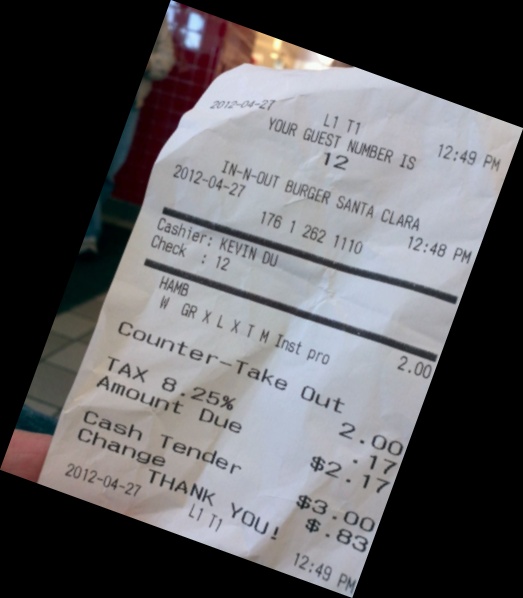 2012-04-27 L1 T1 12:49 PM
YOUR GUEST NUMBER IS
12
IN-N-OUT BURGER SANTA CLARA
2012-04-27 176 1 262 1110 12:48 PM
Cashier: KEVIN DU
Check : 12
HAMB 2.00
W GR X L X T M Inst pro
Counter-Take Out 2.00
TAX 8.25% .17
Amount Due $2.17
Cash Tender $3.00
Change $.83
THANK YOU!
2012-04-27 L1 T1 12:49 PM